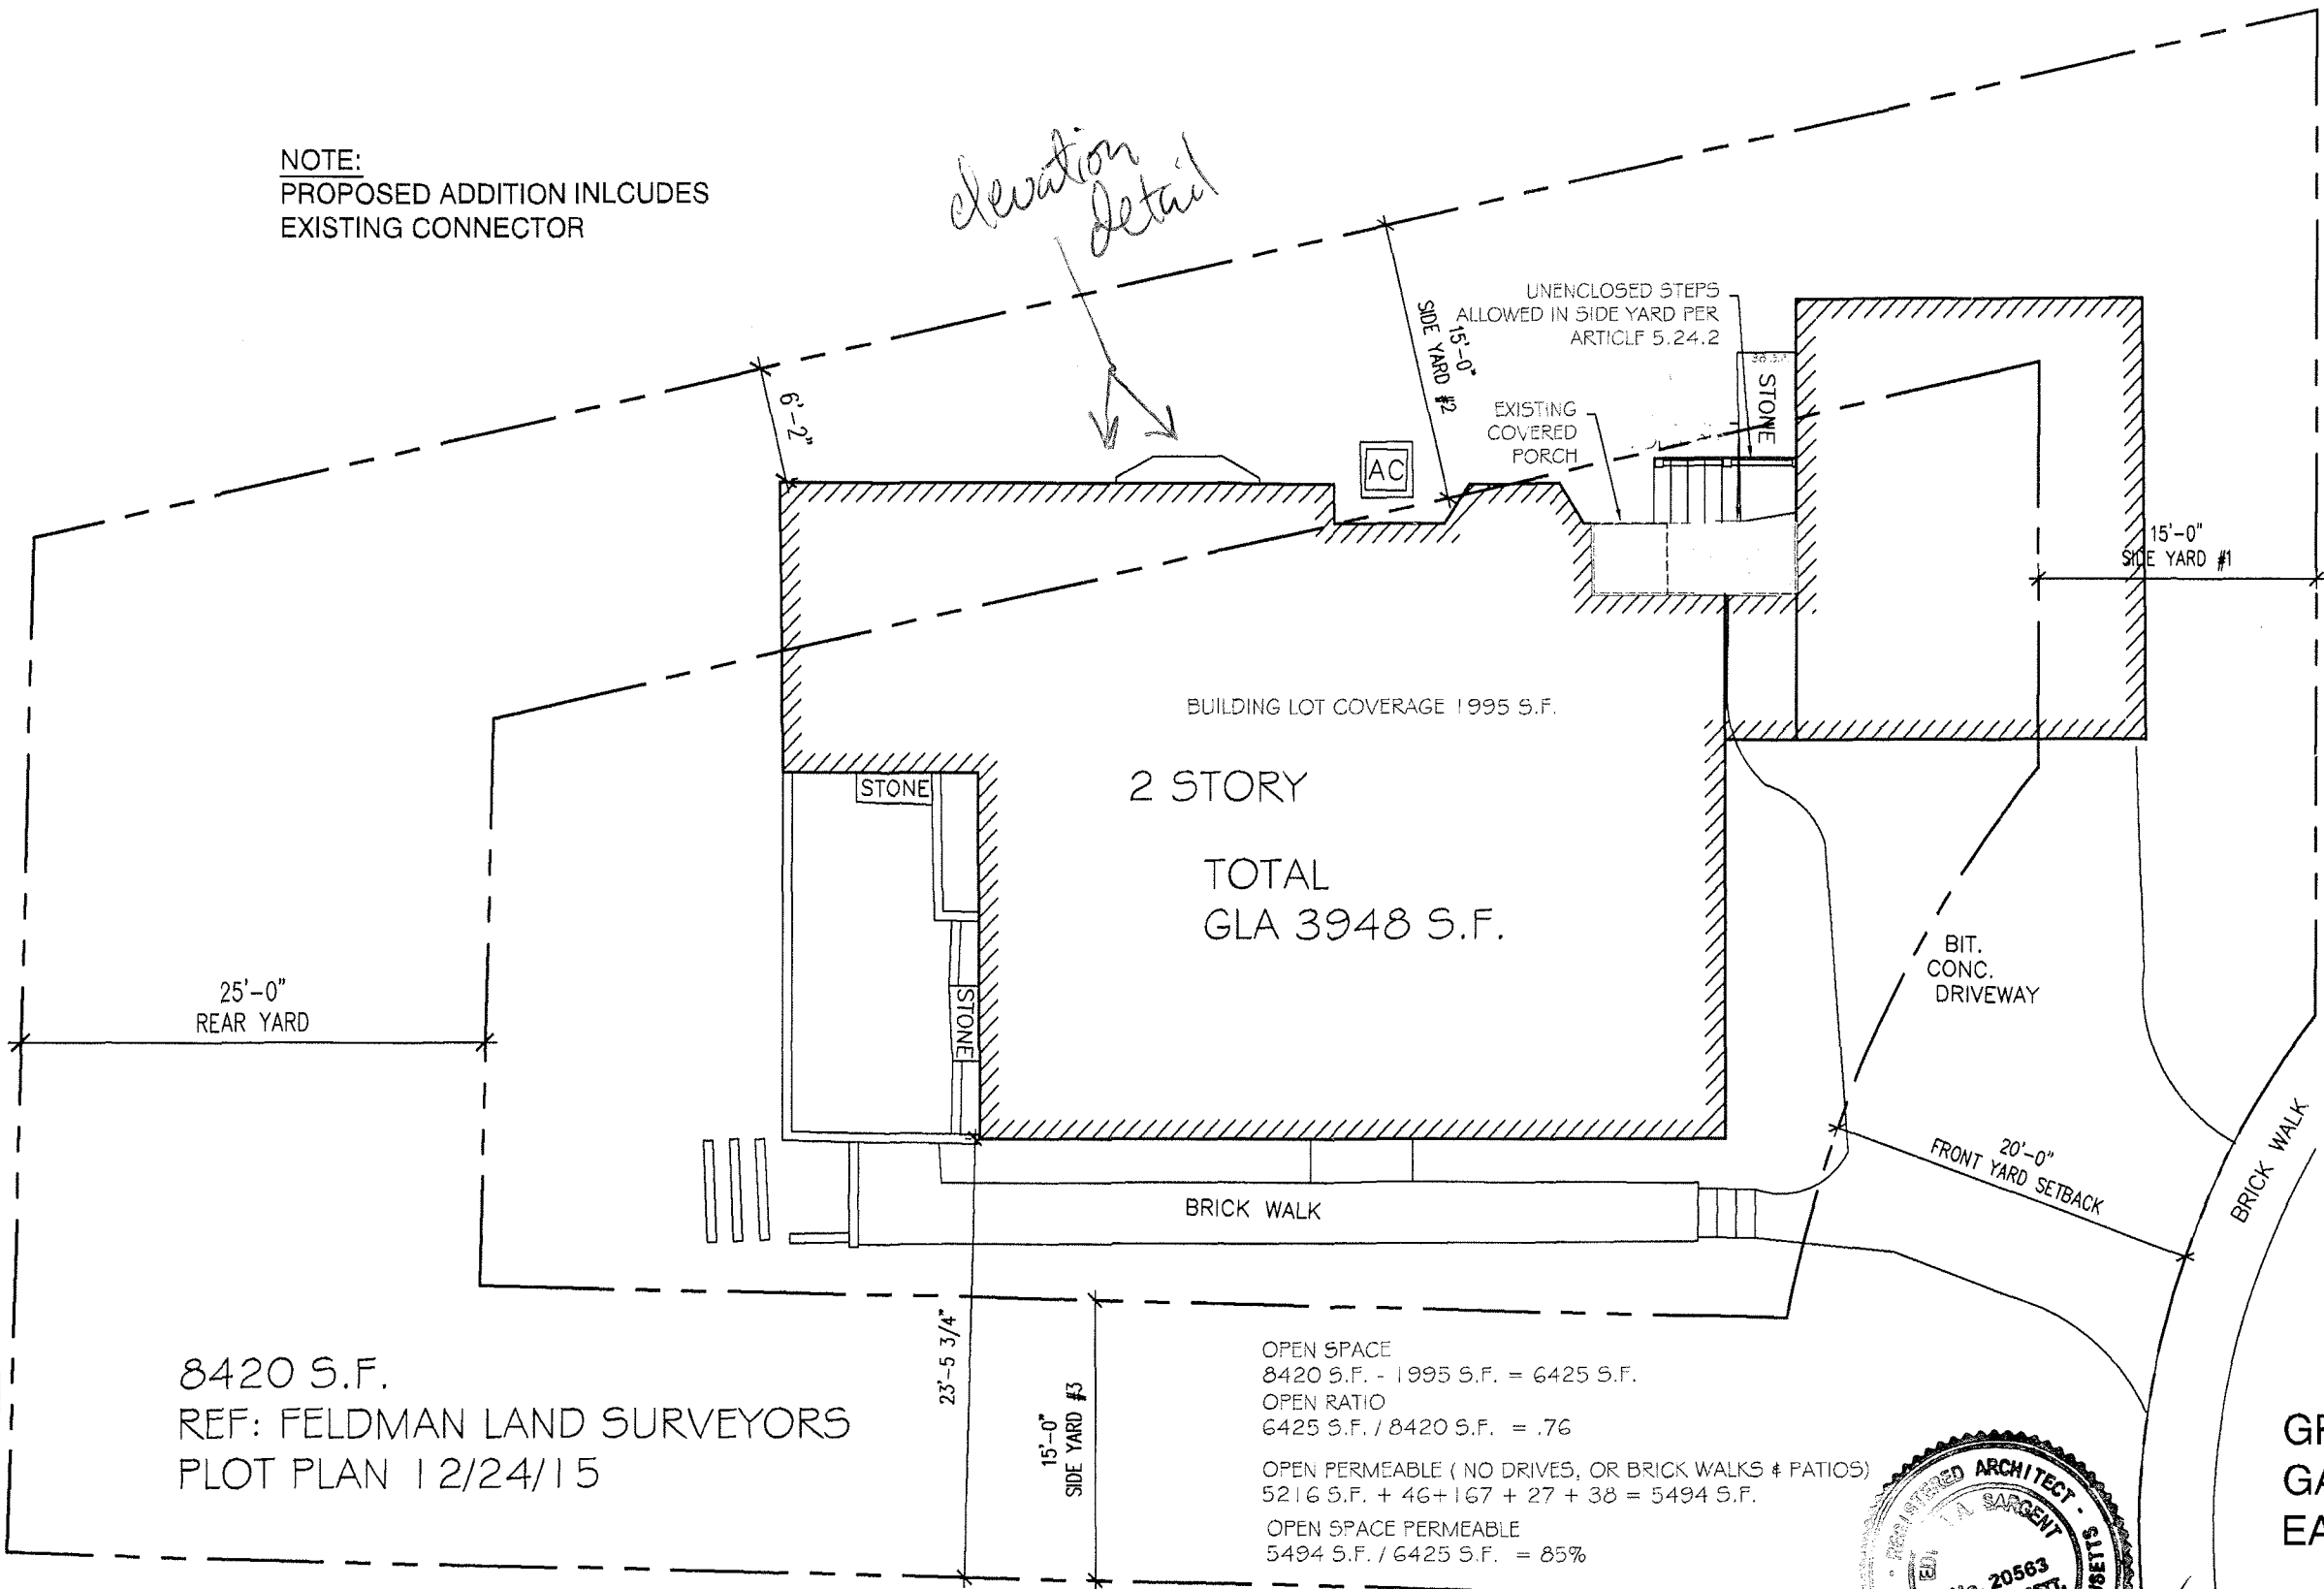 NOTE:
PROPOSED ADDITION INLCUDES
EXISTING CONNECTOR
elevation
detail
UNENCLOSED STEPS
ALLOWED IN SIDE YARD PER
ARTICLE 5.24.2
15'-0"
SIDE YARD #2
6'-2"
EXISTING
COVERED
PORCH
38 S.F.
STONE
AC
15'-0"
SIDE YARD #1
BUILDING LOT COVERAGE 1995 S.F.
2 STORY
TOTAL
GLA 3948 S.F.
STONE
STONE
25'-0"
REAR YARD
BIT.
CONC.
DRIVEWAY
20'-0"
FRONT YARD SETBACK
BRICK WALK
BRICK WALK
23'-5 3/4"
15'-0"
SIDE YARD #3
8420 S.F.
REF: FELDMAN LAND SURVEYORS
PLOT PLAN 12/24/15
OPEN SPACE
8420 S.F. - 1995 S.F. = 6425 S.F.
OPEN RATIO
6425 S.F. / 8420 S.F. = .76
OPEN PERMEABLE ( NO DRIVES, OR BRICK WALKS & PATIOS)
5216 S.F. + 46+167 + 27 + 38 = 5494 S.F.
OPEN SPACE PERMEABLE
5494 S.F. / 6425 S.F. = 85%
REGISTERED ARCHITECT
SARGENT
No. 20563
GR
GA
EA